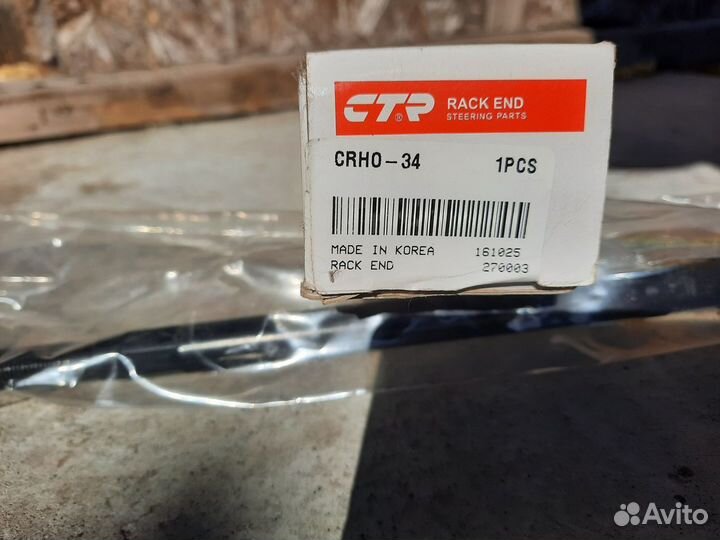 CTR® RACK END
STEERING PARTS
CRHO-34 1PCS
MADE IN KOREA 161025
RACK END 270003
Avito